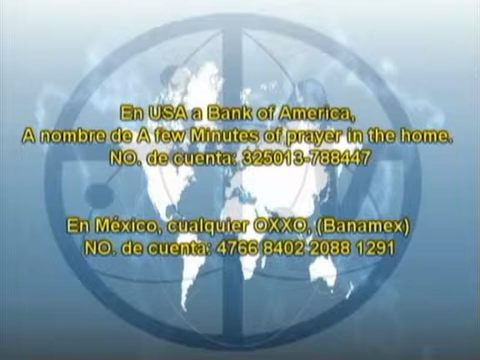 En USA a Bank of America,
A nombre de A few Minutes of prayer in the home.
NO. de cuenta: 325013-788447
En México, cualquier OXXO, (Banamex)
NO. de cuenta: 4766 8402 2088 1291